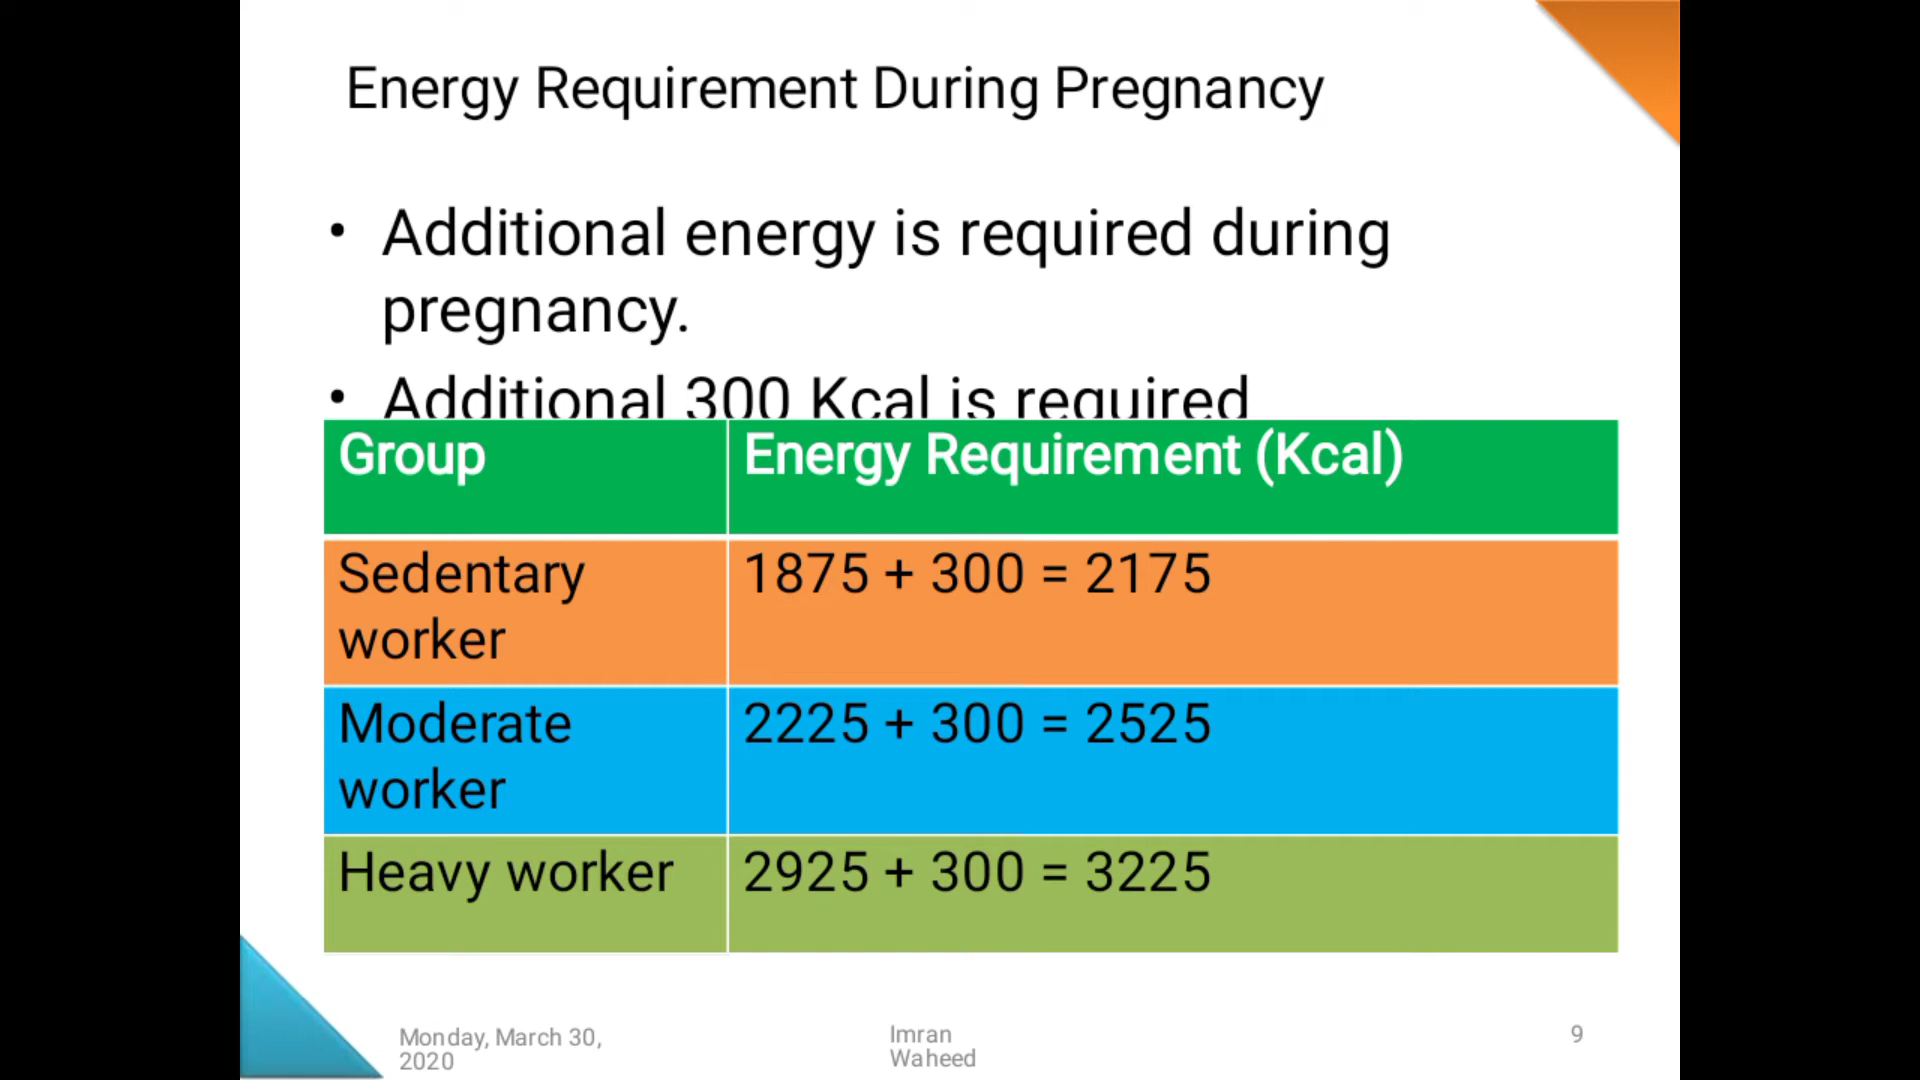 Energy Requirement During Pregnancy
• Additional energy is required during
pregnancy.
• Additional 300 Kcal is required
Group Energy Requirement (Kcal)
Sedentary 1875 + 300 = 2175
worker
Moderate 2225 + 300 = 2525
worker
Heavy worker 2925 + 300 = 3225
Monday, March 30,
2020
Imran
Waheed
9